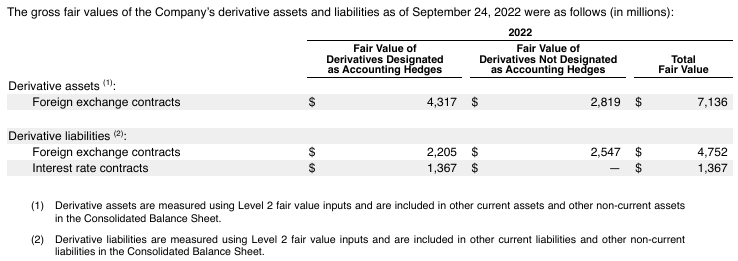 The gross fair values of the Company's derivative assets and liabilities as of September 24, 2022 were as follows (in millions):
2022
Fair Value of Derivatives Designated as Accounting Hedges
Fair Value of Derivatives Not Designated as Accounting Hedges
Total Fair Value
Derivative assets (1):
Foreign exchange contracts $ 4,317 $ 2,819 $ 7,136
Derivative liabilities (2):
Foreign exchange contracts $ 2,205 $ 2,547 $ 4,752
Interest rate contracts $ 1,367 $ — $ 1,367
(1) Derivative assets are measured using Level 2 fair value inputs and are included in other current assets and other non-current assets
in the Consolidated Balance Sheet.
(2) Derivative liabilities are measured using Level 2 fair value inputs and are included in other current liabilities and other non-current
liabilities in the Consolidated Balance Sheet.